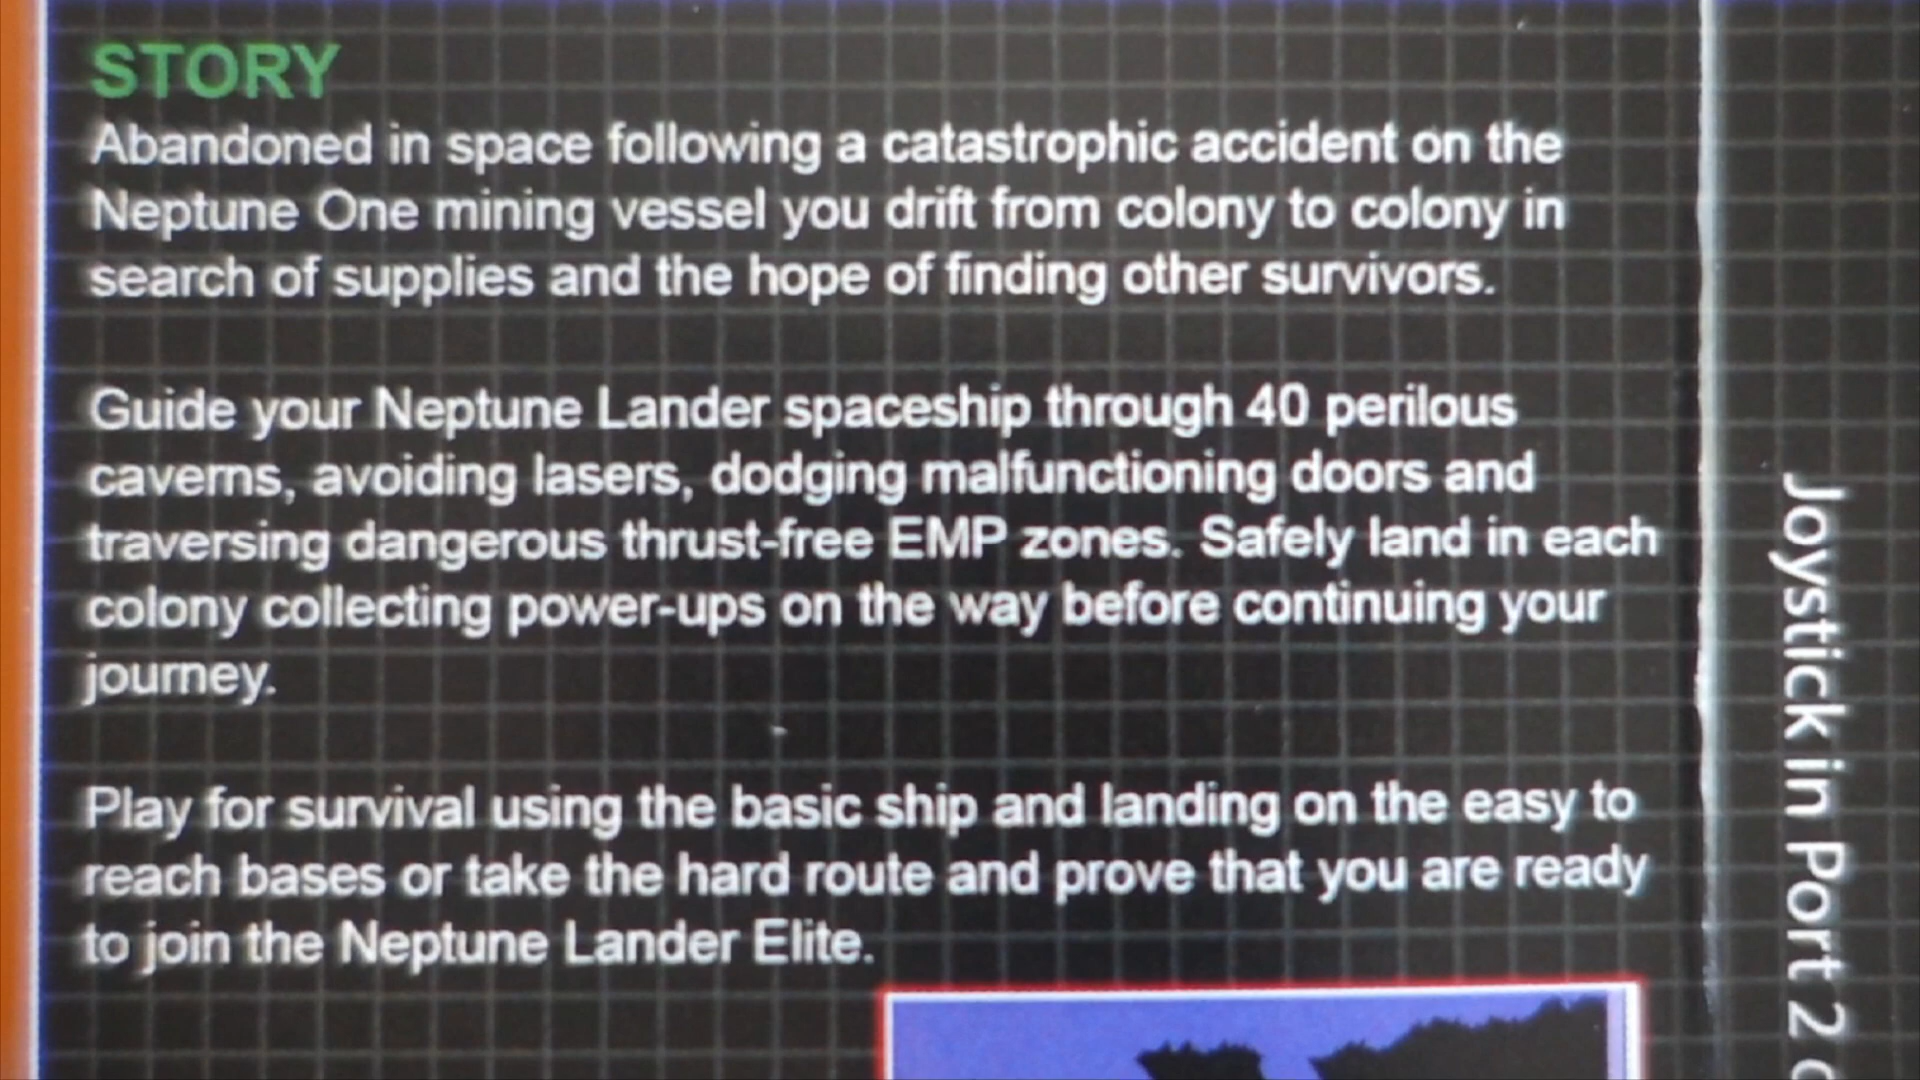 STORY
Abandoned in space following a catastrophic accident on the
Neptune One mining vessel you drift from colony to colony in
search of supplies and the hope of finding other survivors.
Guide your Neptune Lander spaceship through 40 perilous
caverns, avoiding lasers, dodging malfunctioning doors and
traversing dangerous thrust-free EMP zones. Safely land in each
colony collecting power-ups on the way before continuing your
journey.
Play for survival using the basic ship and landing on the easy to
reach bases or take the hard route and prove that you are ready
to join the Neptune Lander Elite.
Joystick in Port 2